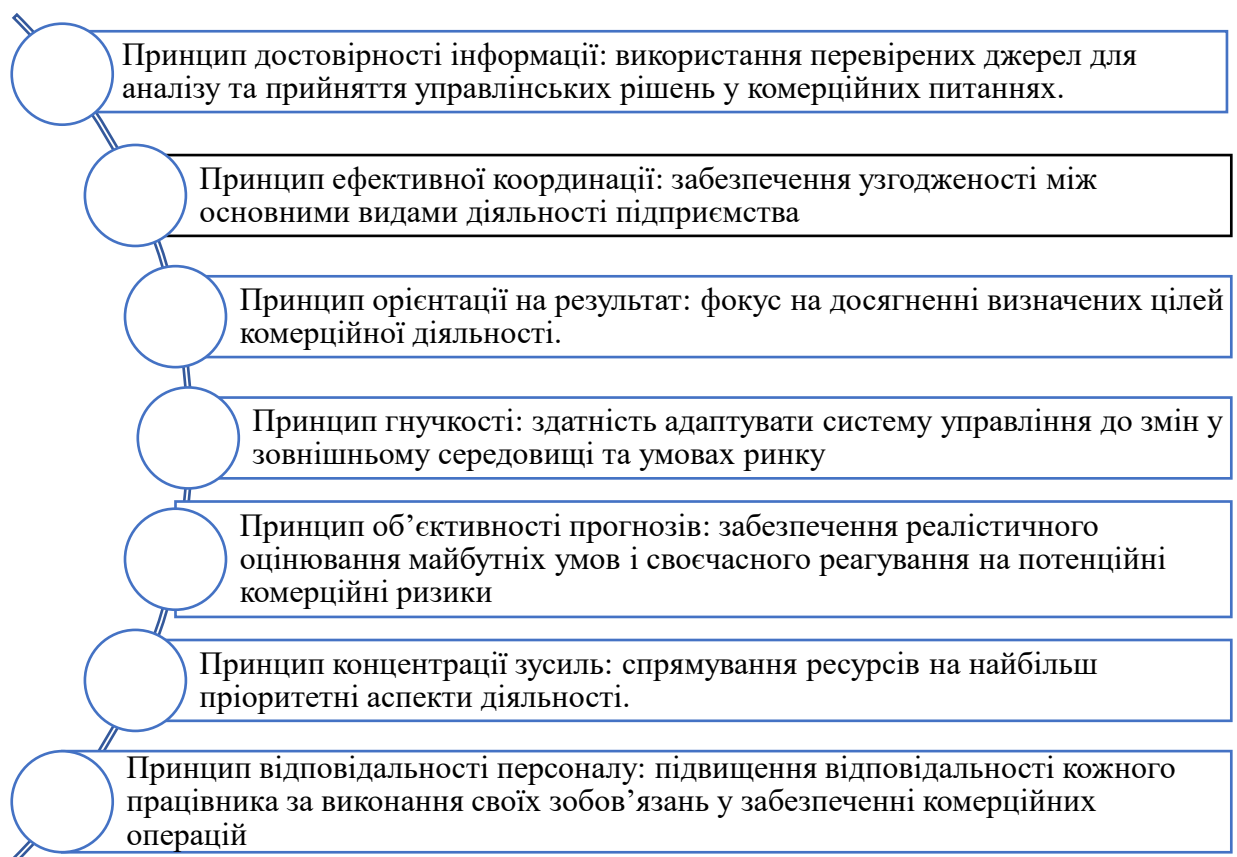 Принцип достовірності інформації: використання перевірених джерел для
аналізу та прийняття управлінських рішень у комерційних питаннях.
Принцип ефективної координації: забезпечення узгодженості між
основними видами діяльності підприємства
Принцип орієнтації на результат: фокус на досягненні визначених цілей
комерційної діяльності.
Принцип гнучкості: здатність адаптувати систему управління до змін у
зовнішньому середовищі та умовах ринку
Принцип об’єктивності прогнозів: забезпечення реалістичного
оцінювання майбутніх умов і своєчасного реагування на потенційні
комерційні ризики
Принцип концентрації зусиль: спрямування ресурсів на найбільш
пріоритетні аспекти діяльності.
Принцип відповідальності персоналу: підвищення відповідальності кожного
працівника за виконання своїх зобов’язань у забезпеченні комерційних
операцій